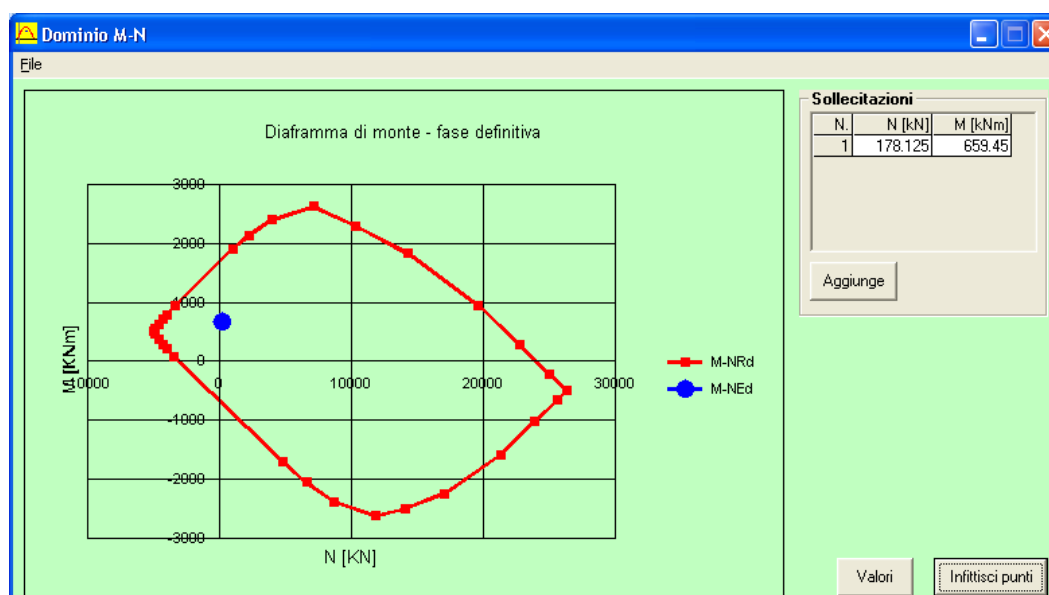 Dominio M-N
File
Diaframma di monte - fase definitiva
3000
2000
1000
0
-1000
-2000
-3000
M [KNm]
10000 0 10000 20000 30000
N [KN]
M-NRd
M-NEd
Sollecitazioni
N. N [kN] M [kNm]
1 178.125 659.45
Aggiunge
Valori
Infittisci punti